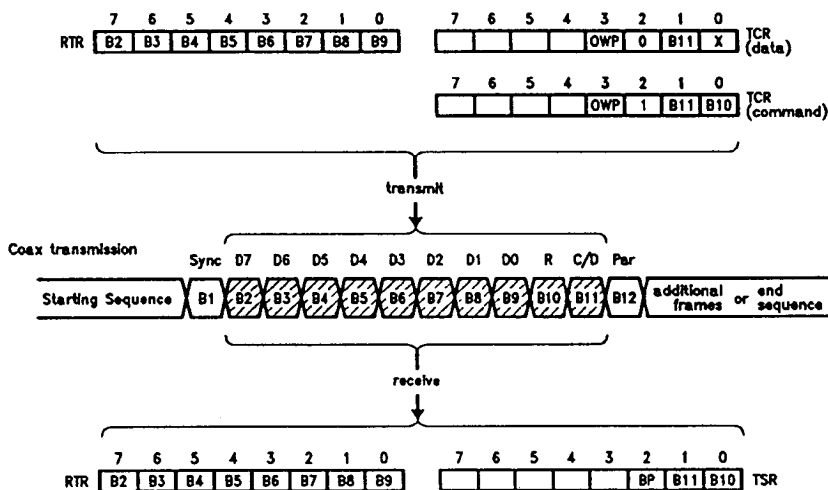 7 6 5 4 3 2 1 0 7 6 5 4 3 2 1 0
RTR B2 B3 B4 B5 B6 B7 B8 B9 OWP 0 B11 X TCR
(data)
7 6 5 4 3 2 1 0
OWP 1 B11 B10 TCR
(command)
transmit
Coax transmission
Sync D7 D6 D5 D4 D3 D2 D1 D0 R C/D Par
Starting Sequence B1 B2 B3 B4 B5 B6 B7 B8 B9 B10 B11 B12 additional frames or end sequence
receive
7 6 5 4 3 2 1 0 7 6 5 4 3 2 1 0
RTR B2 B3 B4 B5 B6 B7 B8 B9 BP B11 B10 TSR